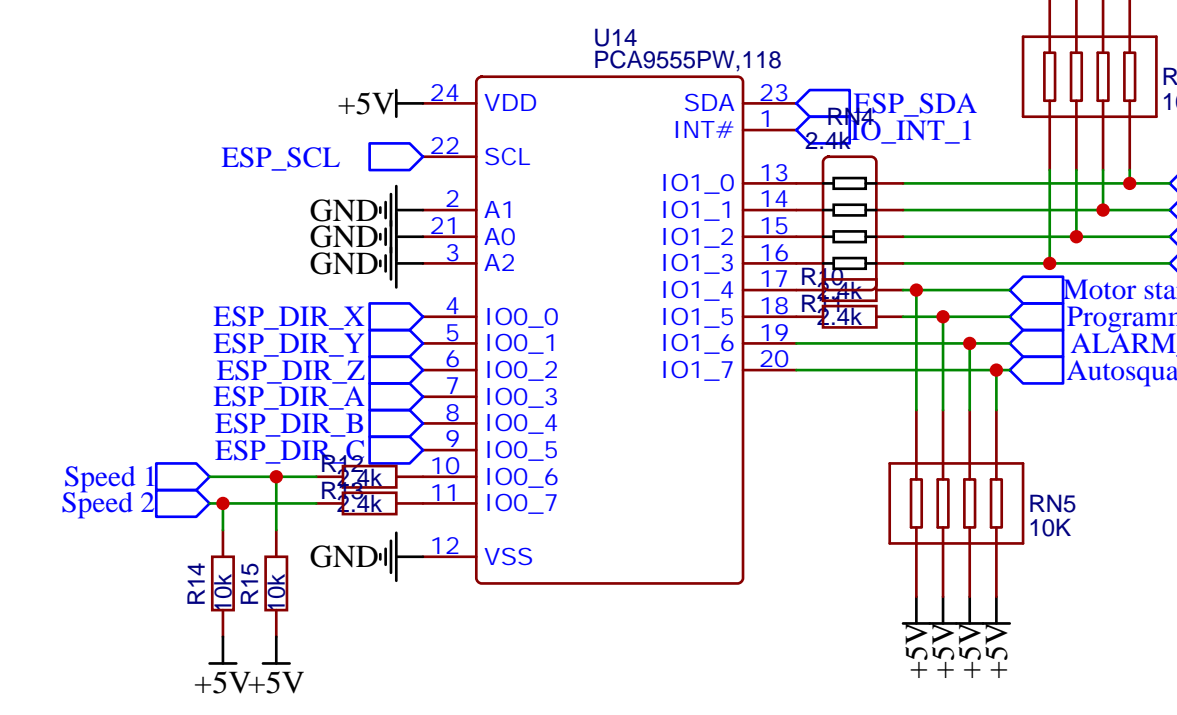 U14
PCA9555PW,118
+5V 24 VDD
SDA 23 ESP_SDA
INT# 1 IO_INT_1
RN4
2.4k
ESP_SCL 22 SCL
GND 2 A1
GND 21 A0
GND 3 A2
IO1_0 13
IO1_1 14
IO1_2 15
IO1_3 16
IO1_4 17 R10 2.4k Motor
IO1_5 18 2.4k
IO1_6 19 ALARM
IO1_7 20
ESP_DIR_X 4 IO0_0
ESP_DIR_Y 5 IO0_1
ESP_DIR_Z 6 IO0_2
ESP_DIR_A 7 IO0_3
ESP_DIR_B 8 IO0_4
ESP_DIR_C 9 IO0_5
Speed 1 R12 2.4k 10 IO0_6
Speed 2 2.4k 11 IO0_7
GND 12 VSS
R14
10k
R15
10k
+5V
+5V
RN5
10K
+5V
+5V
+5V
+5V